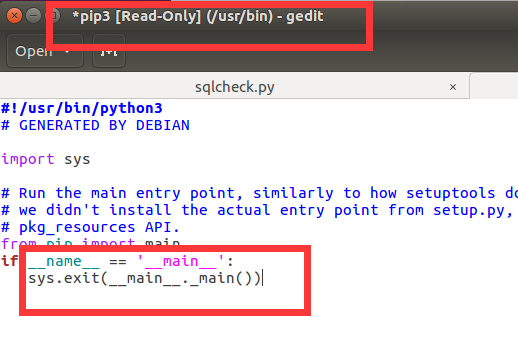 *pip3 [Read-Only] (/usr/bin) - gedit
Open
sqlcheck.py ×
#!/usr/bin/python3
# GENERATED BY DEBIAN
import sys
# Run the main entry point, similarly to how setuptools do
# we didn't install the actual entry point from setup.py,
# pkg_resources API.
from pip import main
if __name__ == '__main__':
sys.exit(__main__._main())